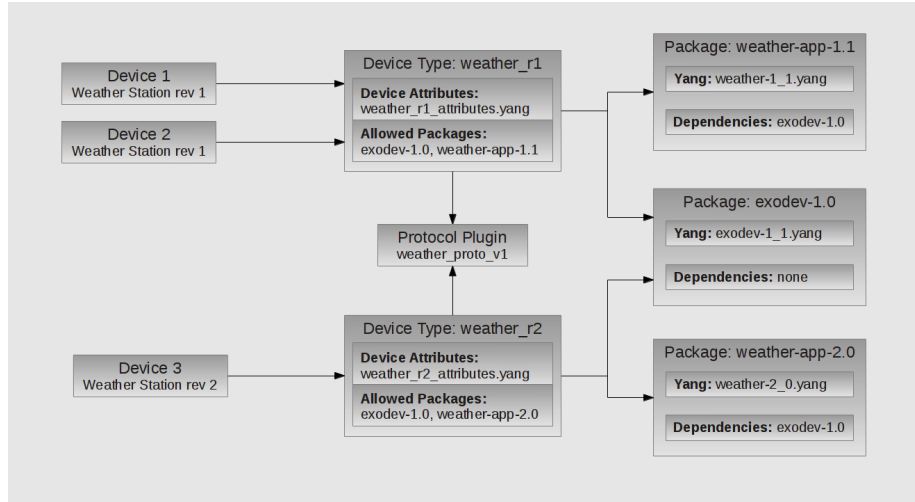 Device 1
Weather Station rev 1
Device 2
Weather Station rev 1
Device Type: weather_r1
Device Attributes:
weather_r1_attributes.yang
Allowed Packages:
exodev-1.0, weather-app-1.1
Package: weather-app-1.1
Yang: weather-1_1.yang
Dependencies: exodev-1.0
Protocol Plugin
weather_proto_v1
Package: exodev-1.0
Yang: exodev-1_1.yang
Dependencies: none
Device 3
Weather Station rev 2
Device Type: weather_r2
Device Attributes:
weather_r2_attributes.yang
Allowed Packages:
exodev-1.0, weather-app-2.0
Package: weather-app-2.0
Yang: weather-2_0.yang
Dependencies: exodev-1.0